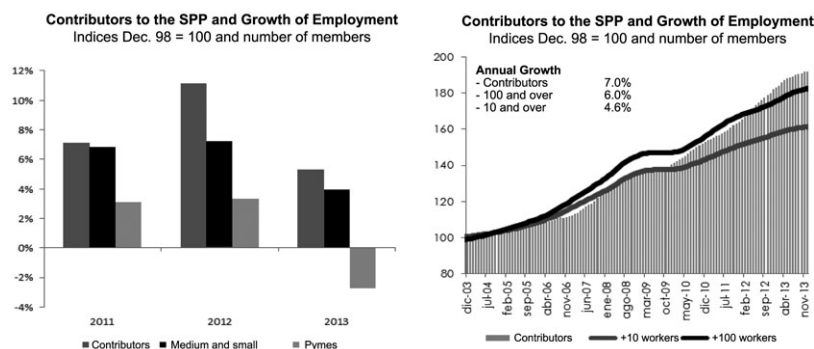 Contributors to the SPP and Growth of Employment
Indices Dec. 98 = 100 and number of members
12%
10%
8%
6%
4%
2%
0%
-2%
-4%
2011
2012
2013
Contributors
Medium and small
Pymes
Contributors to the SPP and Growth of Employment
Indices Dec. 98 = 100 and number of members
200
180
160
140
120
100
80
Annual Growth
- Contributors 7.0%
- 100 and over 6.0%
- 10 and over 4.6%
dic-03
jul-04
feb-05
sep-05
abr-06
nov-06
jun-07
ene-08
ago-08
mar-09
oct-09
may-10
dic-10
jul-11
feb-12
sep-12
abr-13
nov-13
Contributors
+10 workers
+100 workers